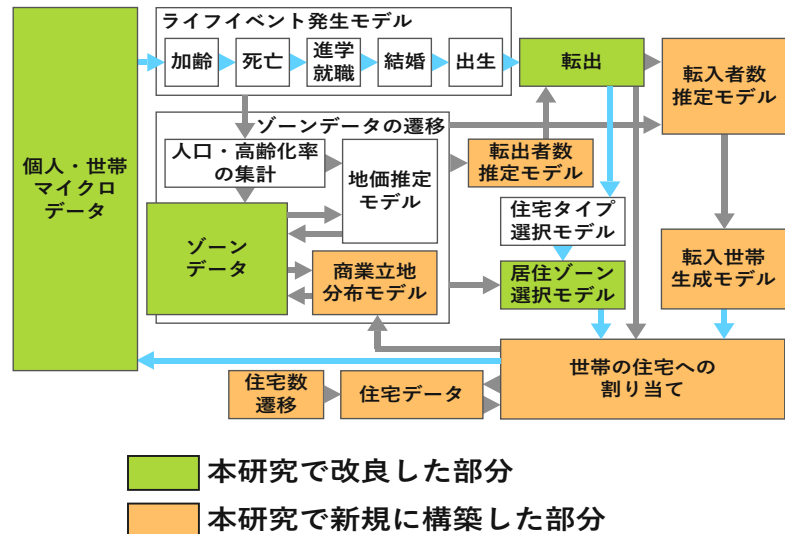 ライフイベント発生モデル
加齢
死亡
進学
就職
結婚
出生
転出
転入者数
推定モデル
個人・世帯
マイクロ
データ
ゾーンデータの遷移
人口・高齢化率
の集計
地価推定
モデル
転出者数
推定モデル
住宅タイプ
選択モデル
ゾーン
データ
商業立地
分布モデル
居住ゾーン
選択モデル
転入世帯
生成モデル
世帯の住宅への
割り当て
住宅数
遷移
住宅データ
本研究で改良した部分
本研究で新規に構築した部分